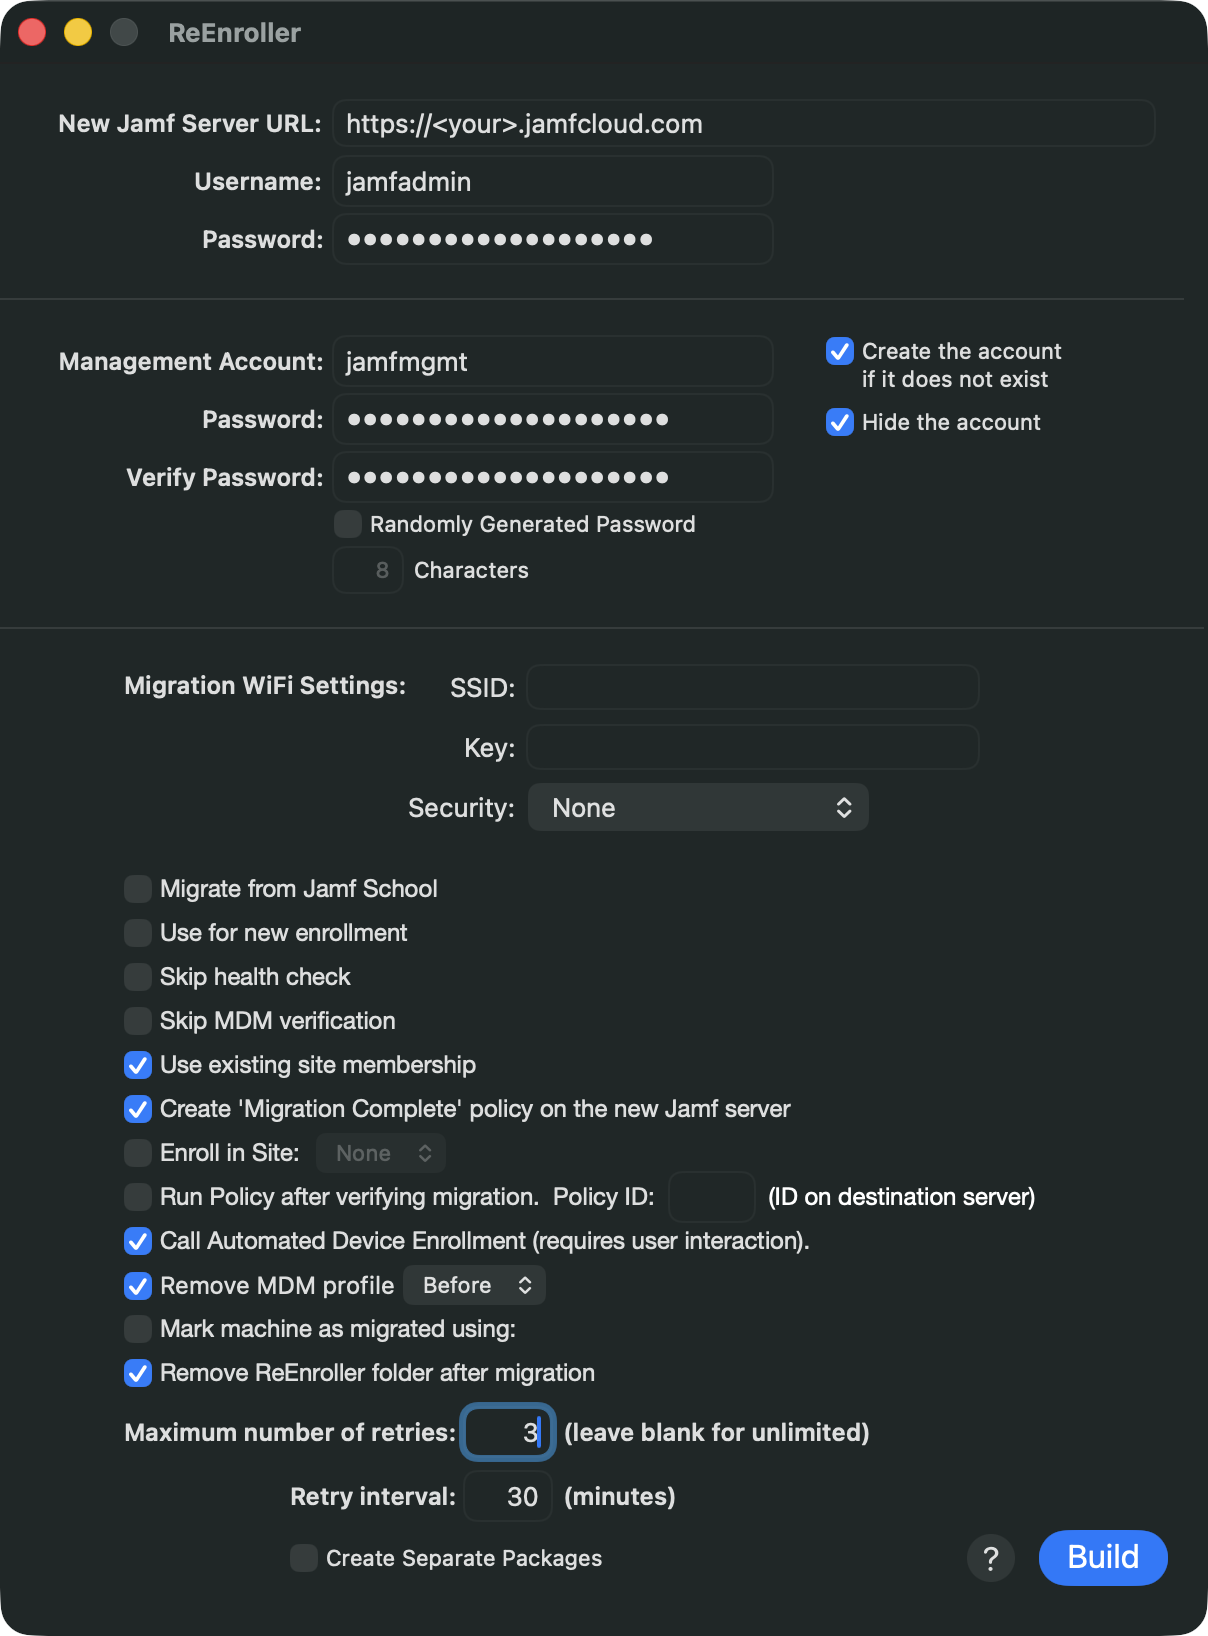 ReEnroller
New Jamf Server URL: https://<your>.jamfcloud.com
Username: jamfadmin
Password: ●●●●●●●●●●●●●●●●●●●
Management Account: jamfmgmt
Create the account
if it does not exist
Password: ●●●●●●●●●●●●●●●●●●●●
Hide the account
Verify Password: ●●●●●●●●●●●●●●●●●●●●
Randomly Generated Password
8 Characters
Migration WiFi Settings: SSID:
Key:
Security: None
Migrate from Jamf School
Use for new enrollment
Skip health check
Skip MDM verification
Use existing site membership
Create 'Migration Complete' policy on the new Jamf server
Enroll in Site: None
Run Policy after verifying migration. Policy ID: (ID on destination server)
Call Automated Device Enrollment (requires user interaction).
Remove MDM profile Before
Mark machine as migrated using:
Remove ReEnroller folder after migration
Maximum number of retries: 3 (leave blank for unlimited)
Retry interval: 30 (minutes)
Create Separate Packages
? Build